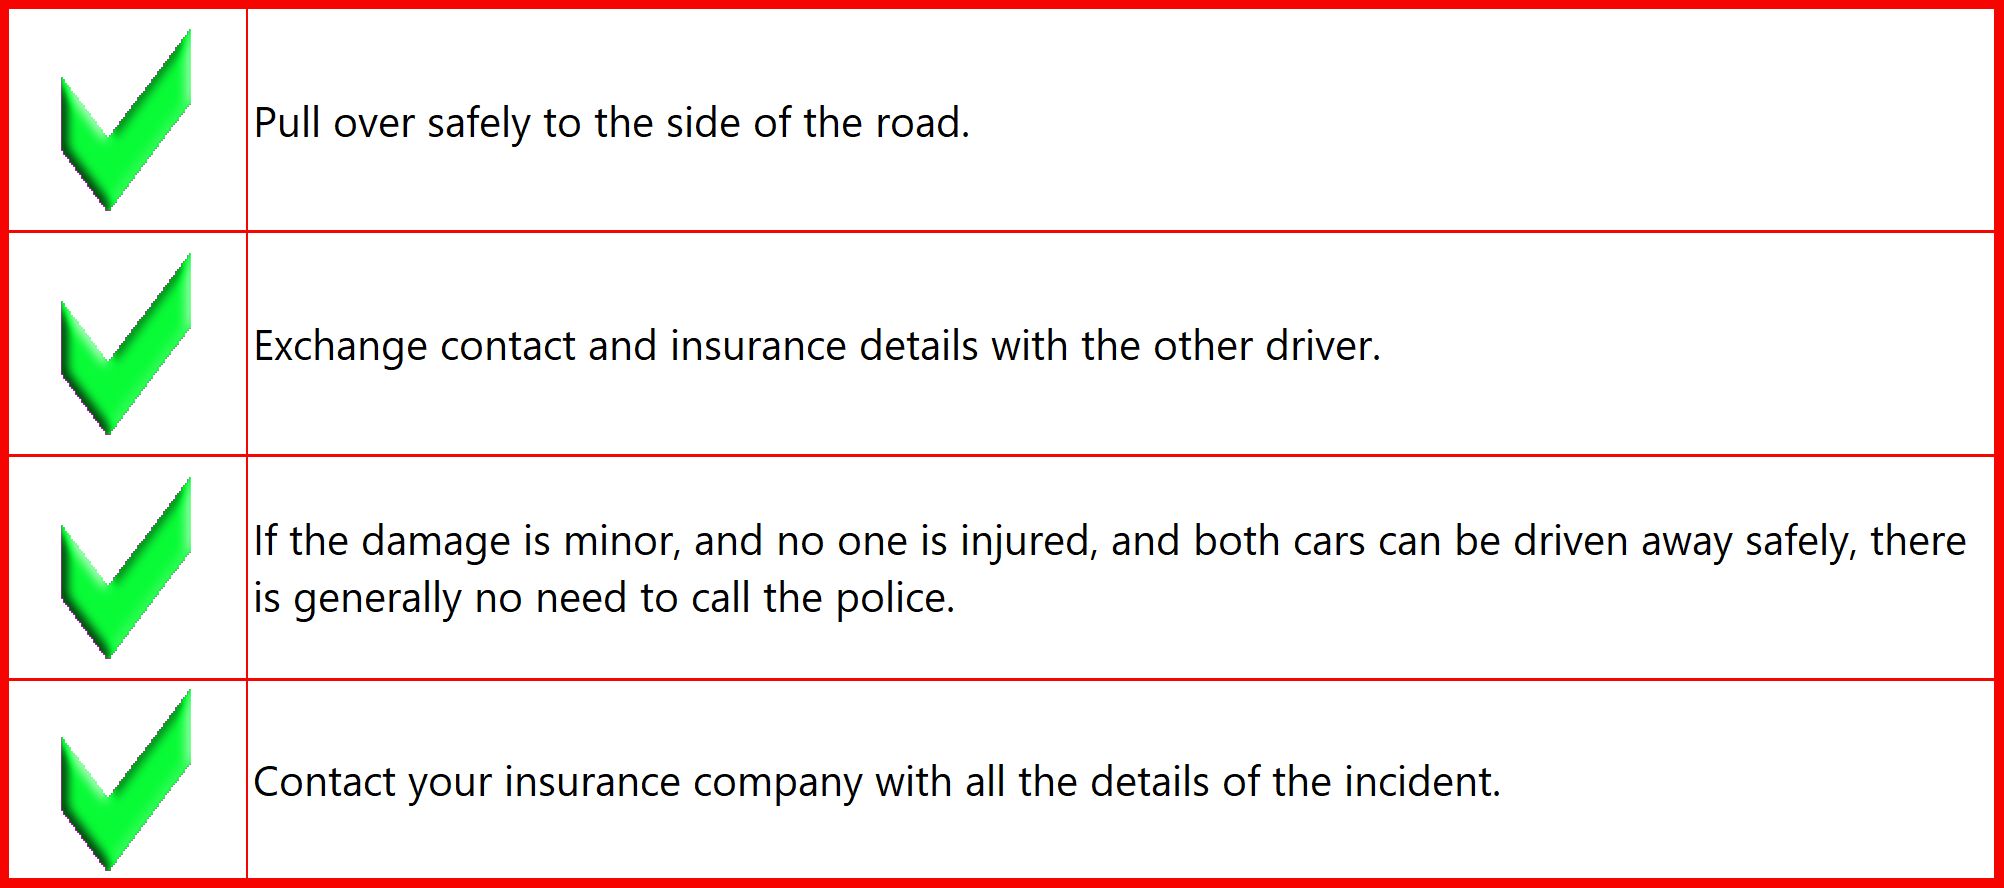 Pull over safely to the side of the road.
Exchange contact and insurance details with the other driver.
If the damage is minor, and no one is injured, and both cars can be driven away safely, there
is generally no need to call the police.
Contact your insurance company with all the details of the incident.